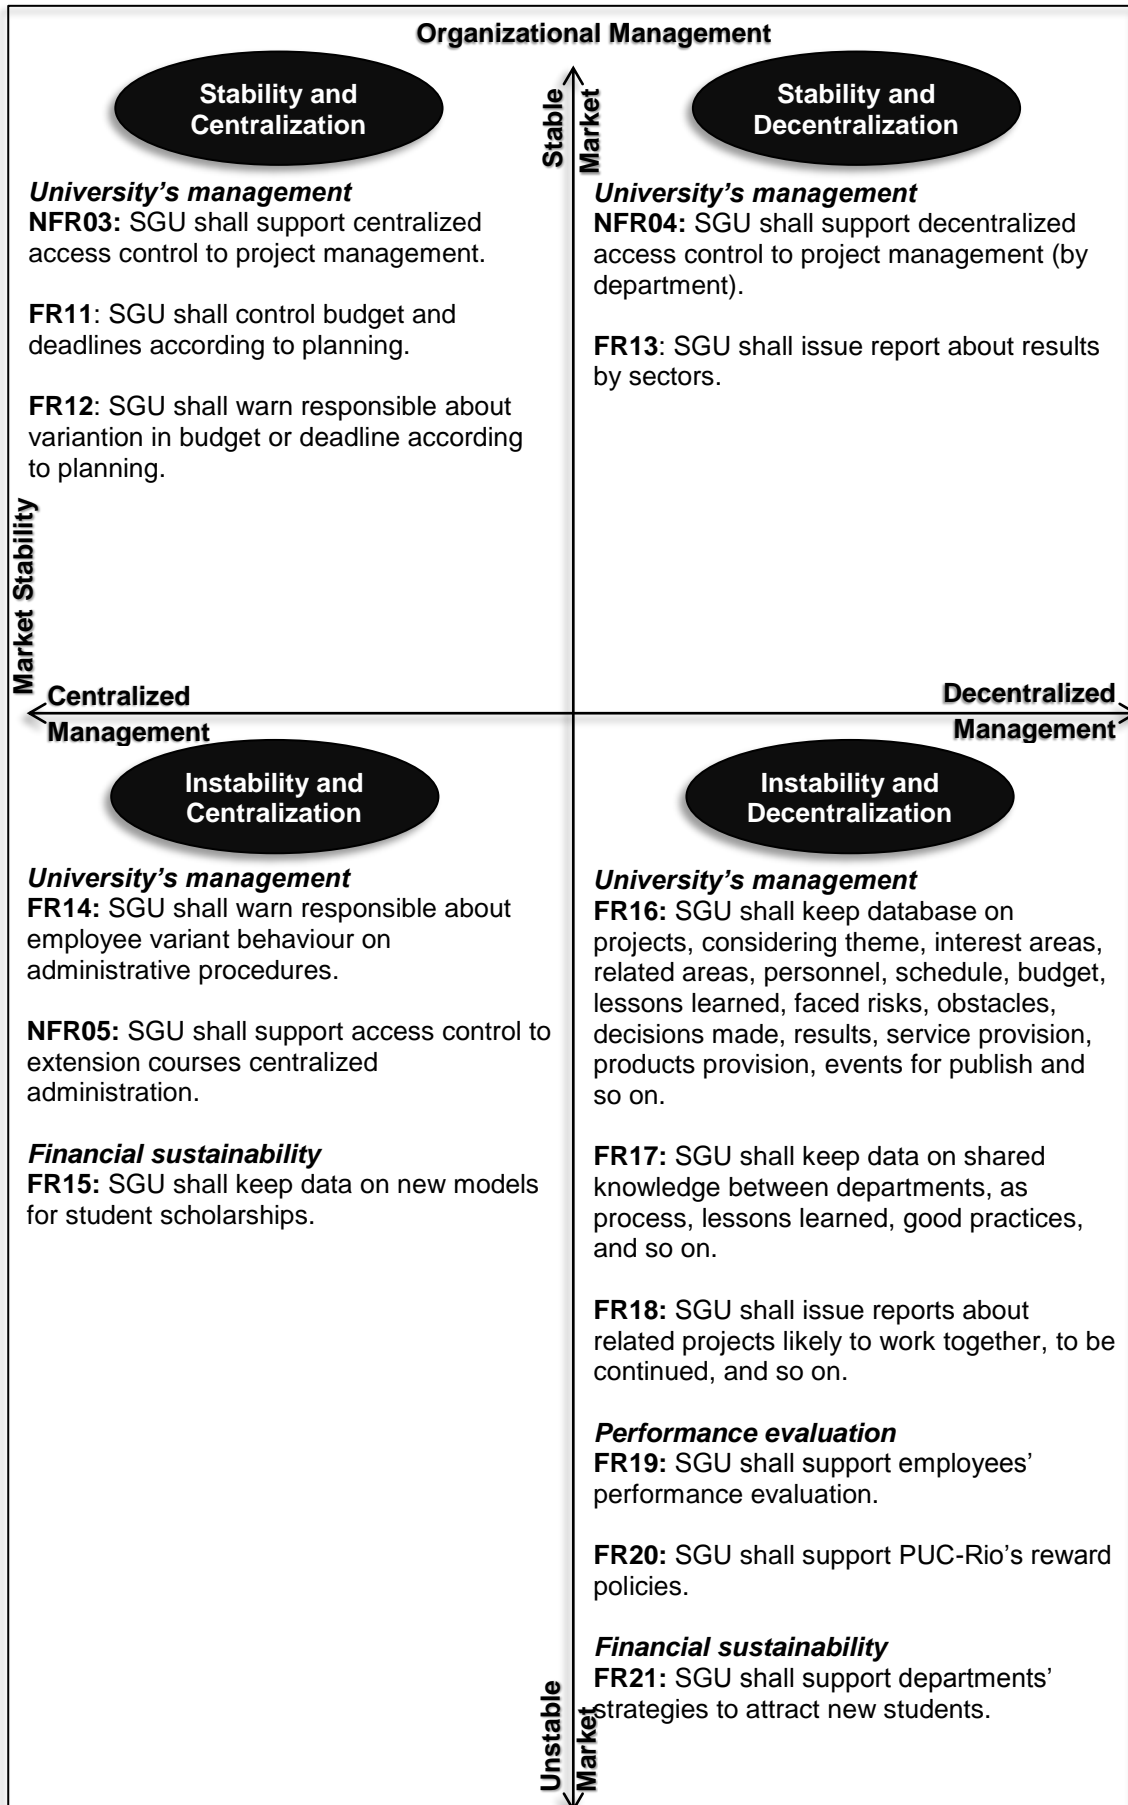 Organizational Management
Stability and
Centralization
Stable
Market
Stability and
Decentralization
University’s management
NFR03: SGU shall support centralized
access control to project management.
FR11: SGU shall control budget and
deadlines according to planning.
FR12: SGU shall warn responsible about
variantion in budget or deadline according
to planning.
University’s management
NFR04: SGU shall support decentralized
access control to project management (by
department).
FR13: SGU shall issue report about results
by sectors.
Market Stability
Centralized
Management
Decentralized
Management
Instability and
Centralization
Instability and
Decentralization
University’s management
FR14: SGU shall warn responsible about
employee variant behaviour on
administrative procedures.
NFR05: SGU shall support access control to
extension courses centralized
administration.
Financial sustainability
FR15: SGU shall keep data on new models
for student scholarships.
University’s management
FR16: SGU shall keep database on
projects, considering theme, interest areas,
related areas, personnel, schedule, budget,
lessons learned, faced risks, obstacles,
decisions made, results, service provision,
products provision, events for publish and
so on.
FR17: SGU shall keep data on shared
knowledge between departments, as
process, lessons learned, good practices,
and so on.
FR18: SGU shall issue reports about
related projects likely to work together, to be
continued, and so on.
Performance evaluation
FR19: SGU shall support employees’
performance evaluation.
FR20: SGU shall support PUC-Rio’s reward
policies.
Financial sustainability
FR21: SGU shall support departments’
strategies to attract new students.
Unstable
Market